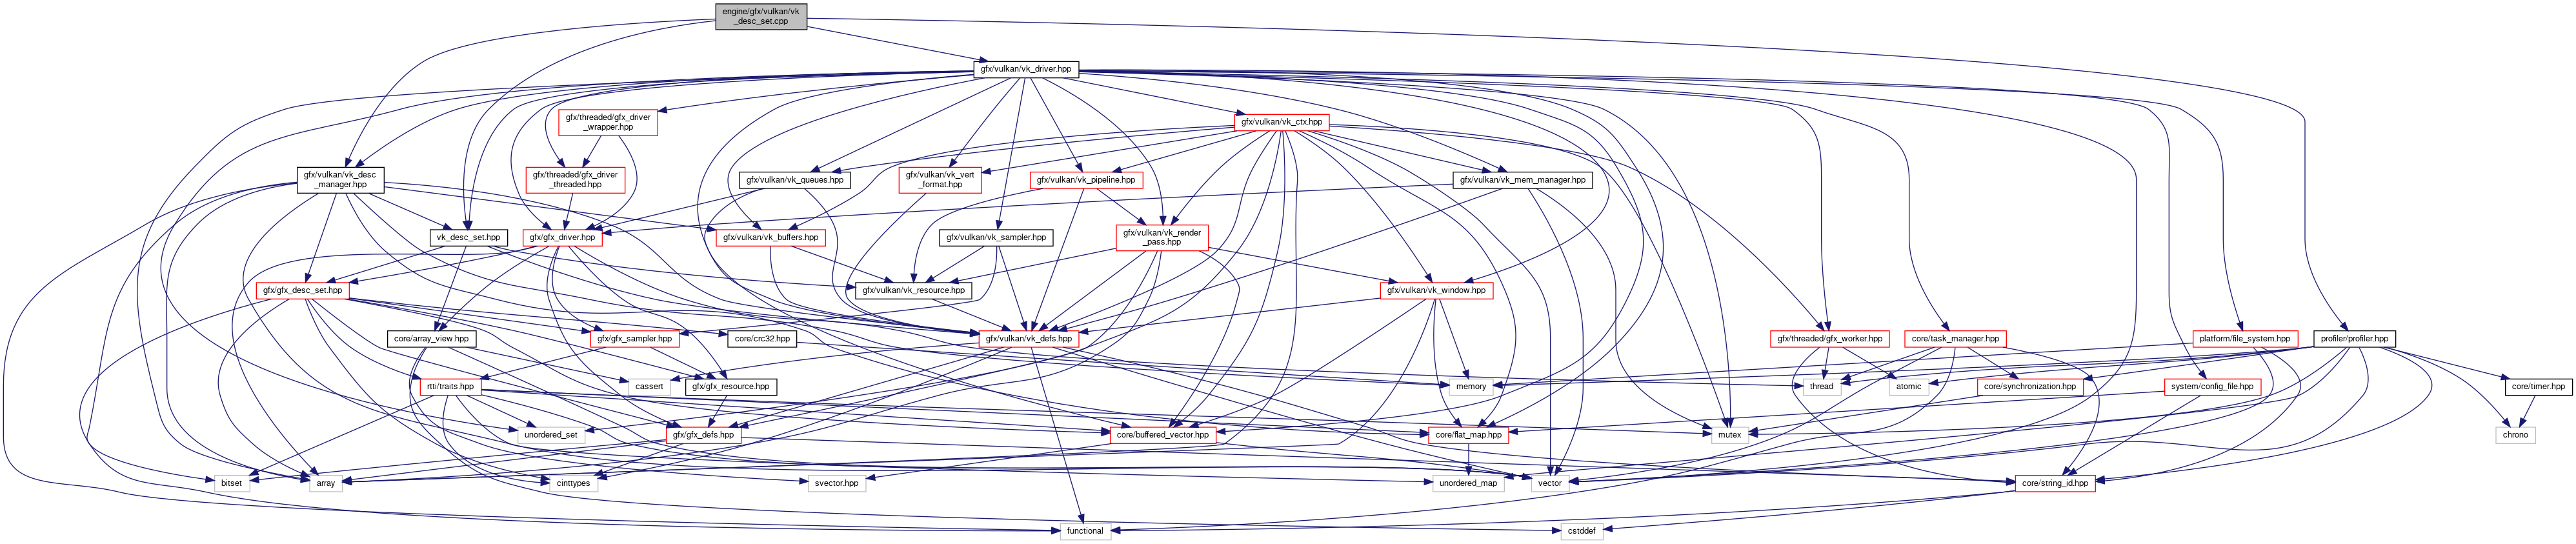 engine/gfx/vulkan/vk
_desc_set.cpp
gfx/vulkan/vk_driver.hpp
gfx/threaded/gfx_driver
_wrapper.hpp
gfx/vulkan/vk_ctx.hpp
gfx/vulkan/vk_desc
_manager.hpp
gfx/threaded/gfx_driver
_threaded.hpp
gfx/vulkan/vk_queues.hpp
gfx/vulkan/vk_vert
_format.hpp
gfx/vulkan/vk_pipeline.hpp
gfx/vulkan/vk_mem_manager.hpp
vk_desc_set.hpp
gfx/gfx_driver.hpp
gfx/vulkan/vk_buffers.hpp
gfx/vulkan/vk_sampler.hpp
gfx/vulkan/vk_render
_pass.hpp
gfx/gfx_desc_set.hpp
gfx/vulkan/vk_resource.hpp
gfx/vulkan/vk_window.hpp
core/array_view.hpp
gfx/gfx_sampler.hpp
core/crc32.hpp
gfx/vulkan/vk_defs.hpp
gfx/threaded/gfx_worker.hpp
core/task_manager.hpp
platform/file_system.hpp
profiler/profiler.hpp
rtti/traits.hpp
cassert
gfx/gfx_resource.hpp
memory
thread
atomic
core/synchronization.hpp
system/config_file.hpp
core/timer.hpp
unordered_set
gfx/gfx_defs.hpp
core/buffered_vector.hpp
core/flat_map.hpp
mutex
chrono
bitset
array
cinttypes
svector.hpp
unordered_map
vector
core/string_id.hpp
functional
cstddef